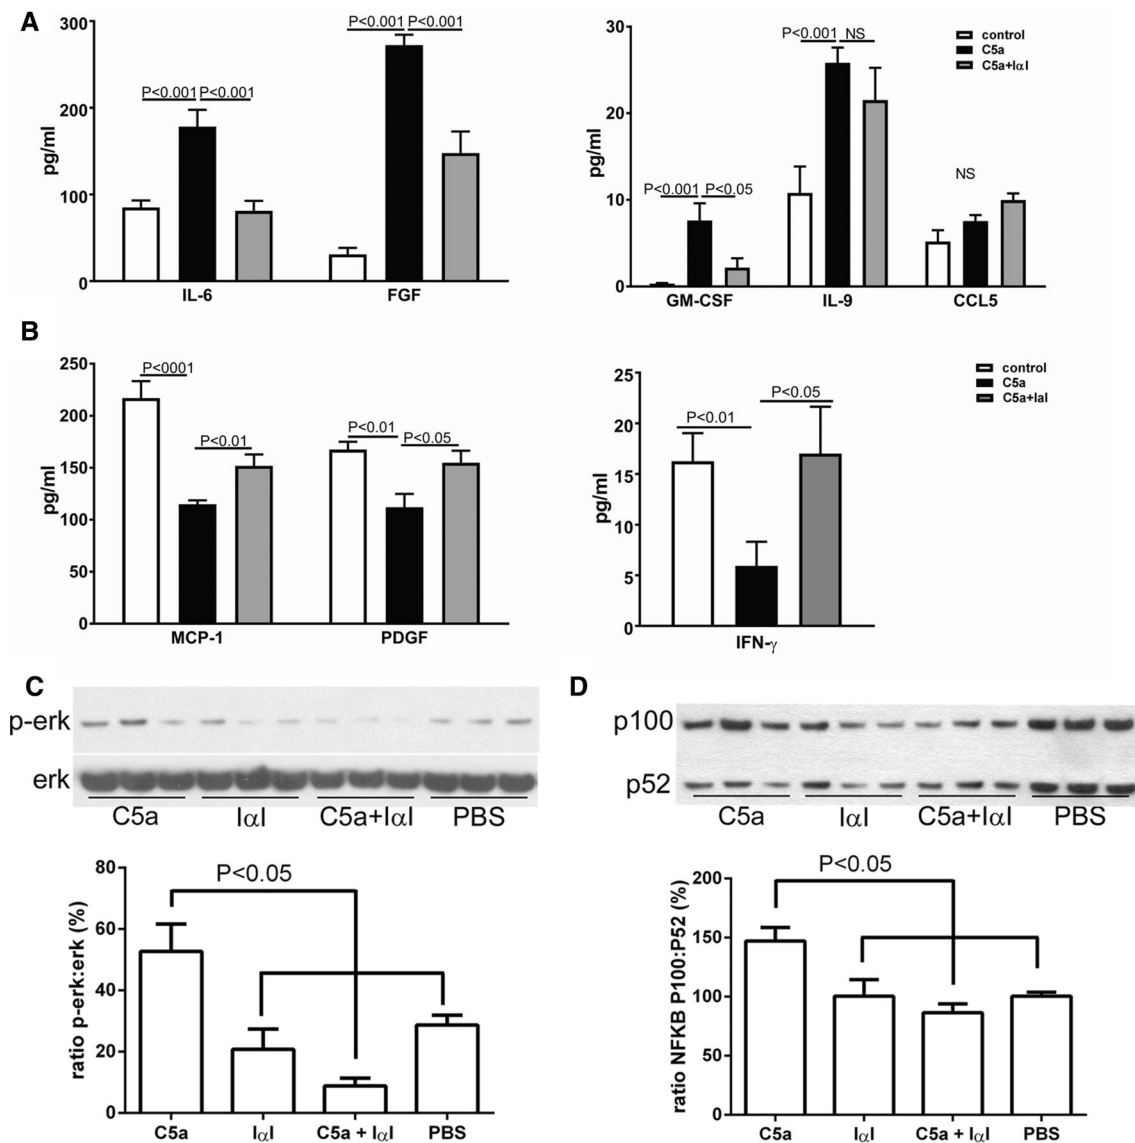 A
300
200
100
0
pg/ml
P<0.001 P<0.001
P<0.001 P<0.001
IL-6 FGF
30
20
10
0
pg/ml
P<0.001 P<0.05
P<0.001 NS
NS
GM-CSF IL-9 CCL5
control
C5a
C5a+IαI
B
250
200
150
100
50
0
pg/ml
P<0001
P<0.01
P<0.01
P<0.05
MCP-1 PDGF
25
20
15
10
5
0
pg/ml
P<0.01
P<0.05
IFN-γ
control
C5a
C5a+IaI
C
p-erk
erk
C5a IαI C5a+IαI PBS
80
60
40
20
0
ratio p-erk:erk (%)
P<0.05
C5a IαI C5a + IαI PBS
D
p100
p52
C5a IαI C5a+IαI PBS
200
150
100
50
0
ratio NFKB P100:P52 (%)
P<0.05
C5a IαI C5a + IαI PBS